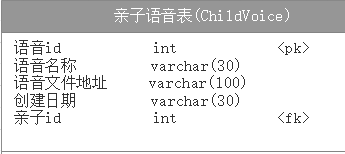 亲子语音表(ChildVoice)
语音id int <pk>
语音名称 varchar(30)
语音文件地址 varchar(100)
创建日期 varchar(30)
亲子id int <fk>